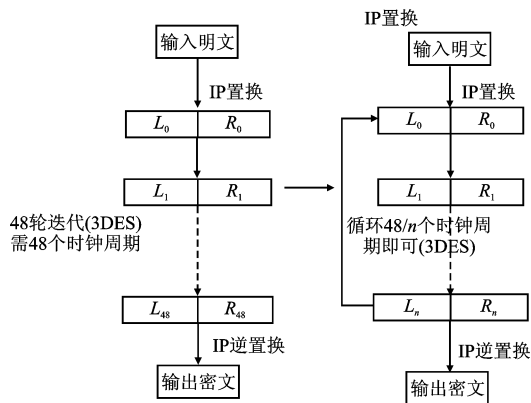 输入明文
IP置换
L₀ R₀
L₁ R₁
48轮迭代(3DES)
需48个时钟周期
L₄₈ R₄₈
IP逆置换
输出密文
IP置换
输入明文
IP置换
L₀ R₀
L₁ R₁
循环48/n个时钟周
期即可(3DES)
Lₙ Rₙ
IP逆置换
输出密文